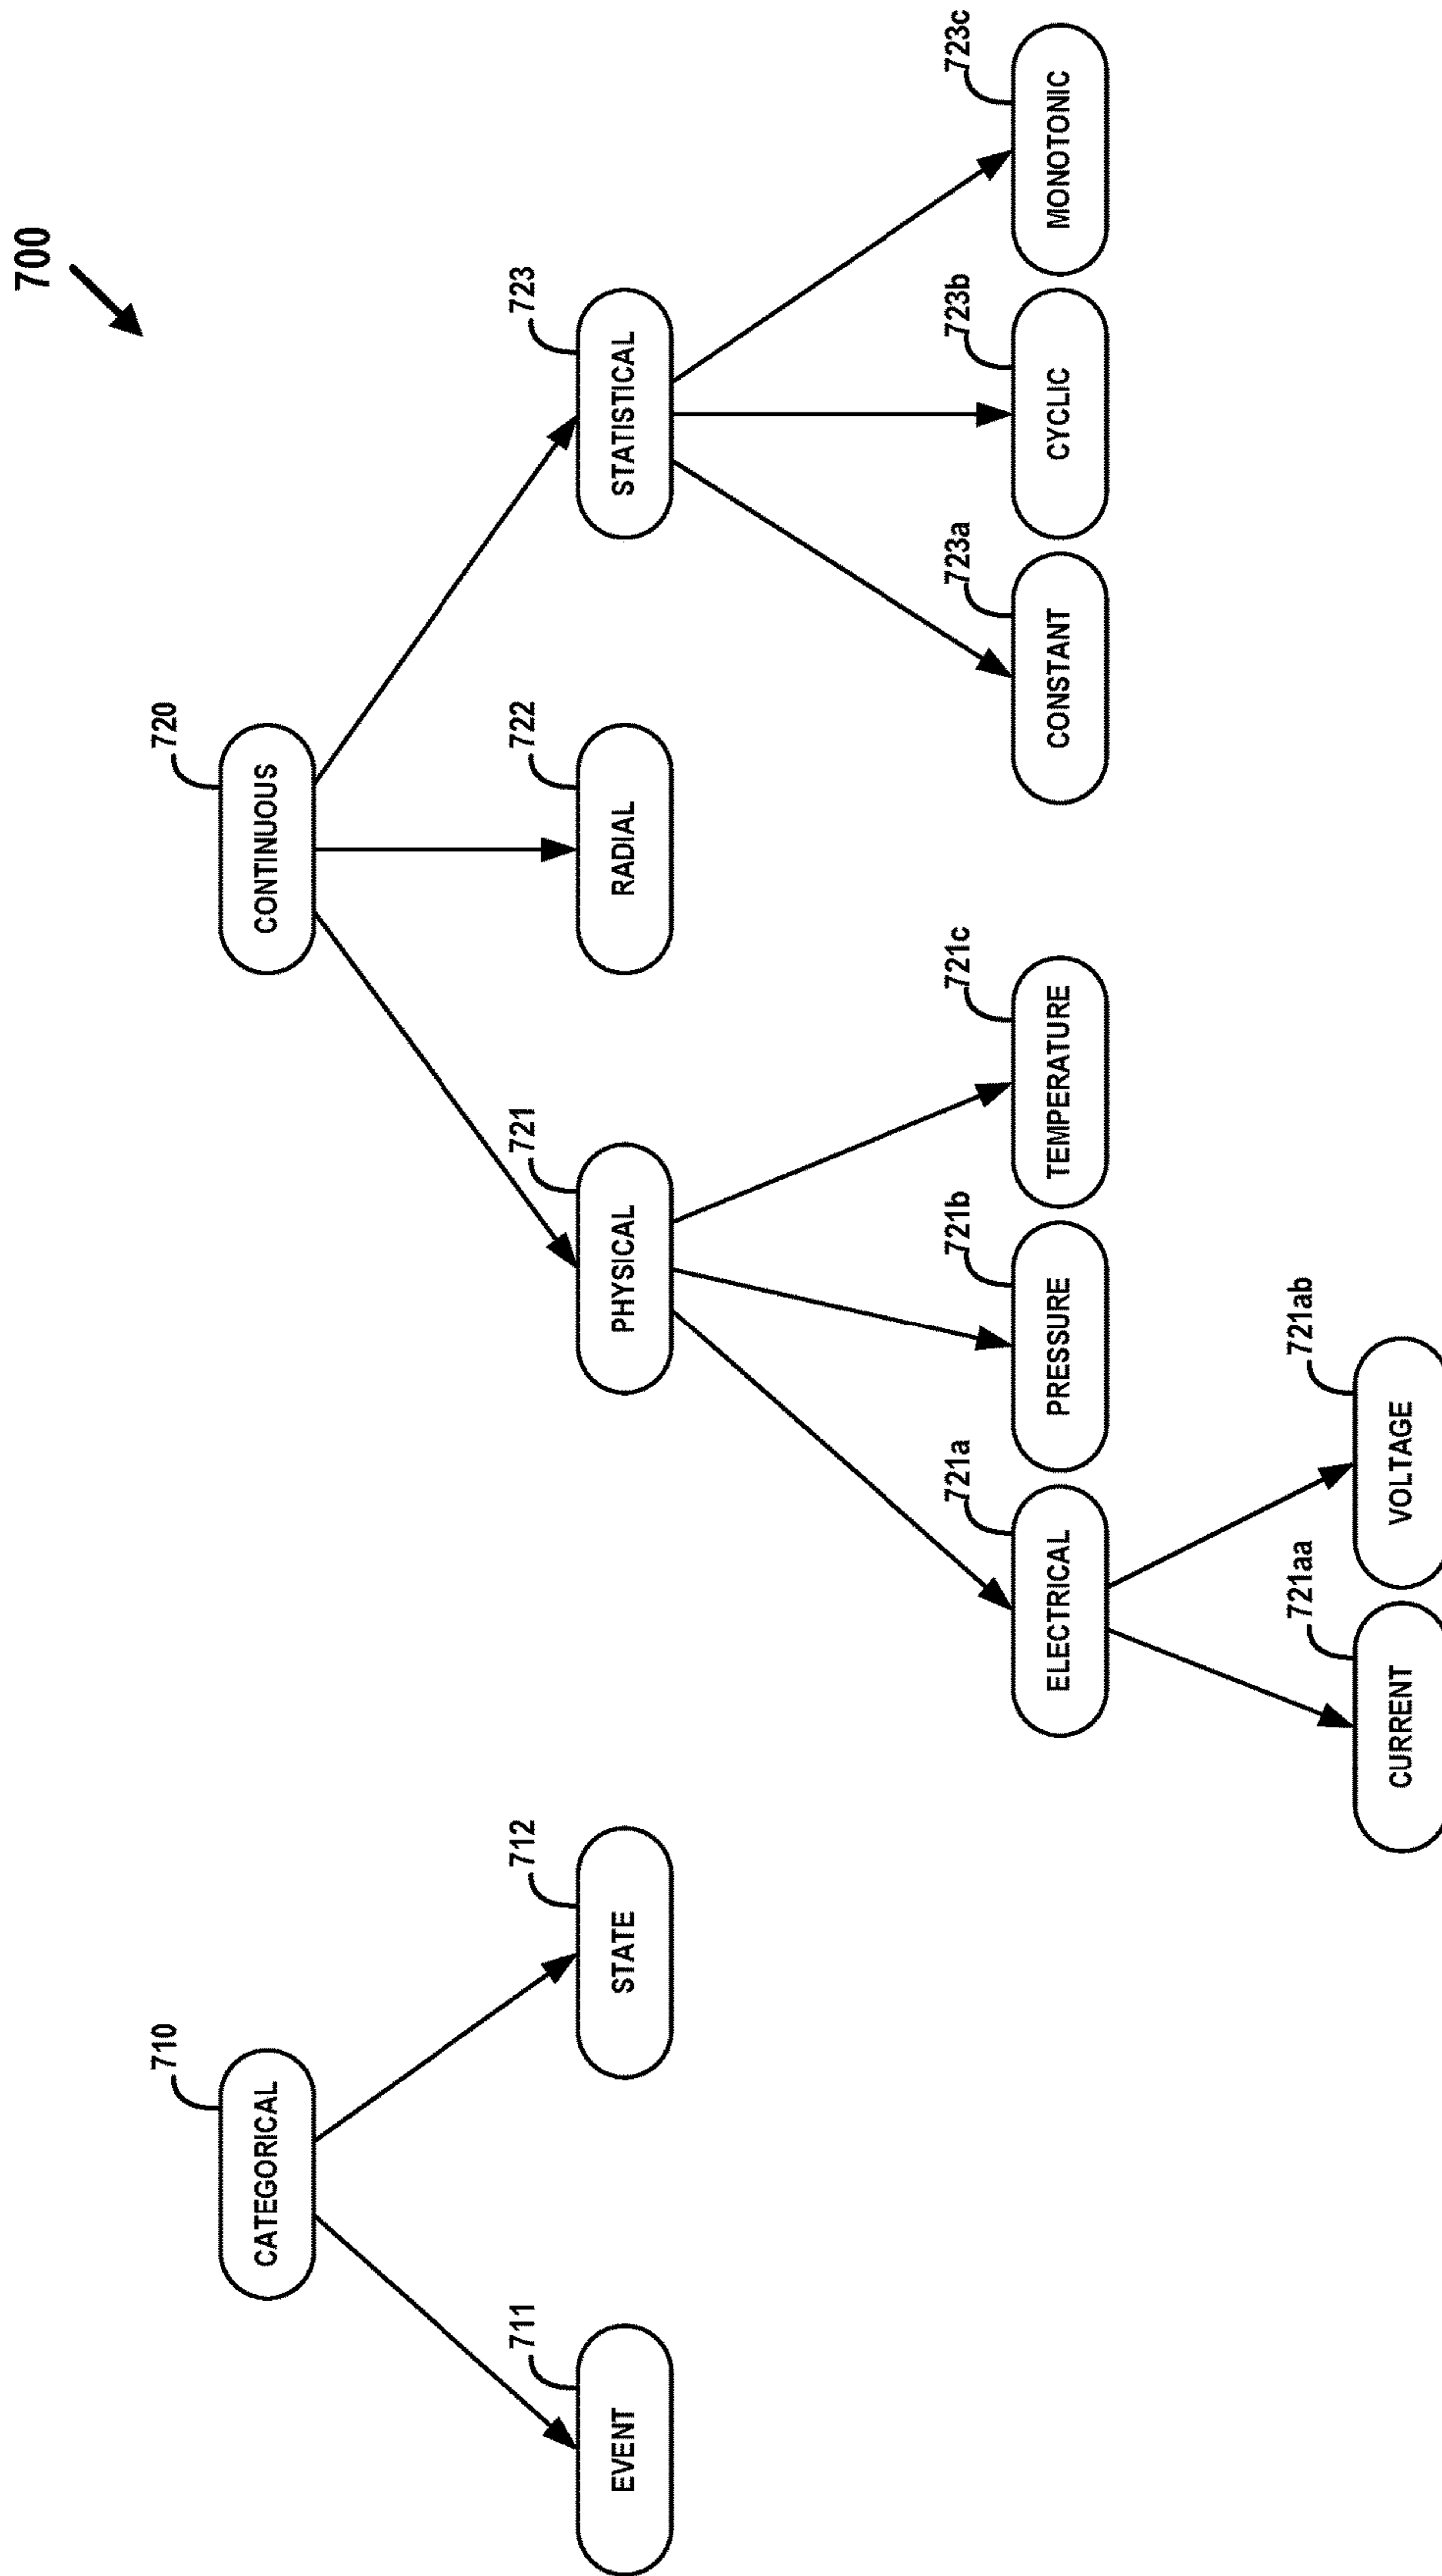 700
710
CATEGORICAL
720
CONTINUOUS
711
EVENT
712
STATE
721
PHYSICAL
722
RADIAL
723
STATISTICAL
721a
ELECTRICAL
721b
PRESSURE
721c
TEMPERATURE
723a
CONSTANT
723b
CYCLIC
723c
MONOTONIC
721aa
CURRENT
721ab
VOLTAGE